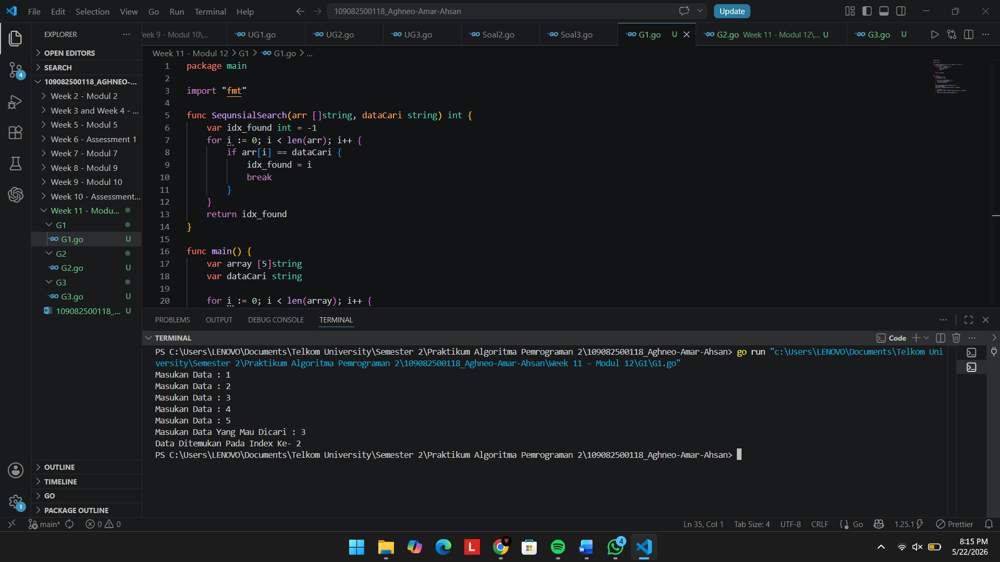 File Edit Selection View Go Run Terminal Help
109082500118_Aghneo-Amar-Ahsan
Update
EXPLORER
eek 9 - Modul 10\...
UG1.go
UG2.go
UG3.go
Soal2.go
Soal3.go
G1.go U
G2.go Week 11 - Modul 12\... U
G3.go U
OPEN EDITORS
SEARCH
109082500118_AGHNEO-...
Week 2 - Modul 2
Week 3 and Week 4 - ...
Week 5 - Modul 5
Week 6 - Assessment 1
Week 7 - Modul 7
Week 8 - Modul 9
Week 9 - Modul 10
Week 10 - Assessment...
Week 11 - Modu...
G1
G1.go U
G2
G2.go U
G3
G3.go U
109082500118_... U
OUTLINE
TIMELINE
GO
PACKAGE OUTLINE
4
1
Week 11 - Modul 12 > G1 > G1.go > ...
1 package main
2
3 import "fmt"
4
5 func SequnsialSearch(arr []string, dataCari string) int {
6 var idx_found int = -1
7 for i := 0; i < len(arr); i++ {
8 if arr[i] == dataCari {
9 idx_found = i
10 break
11 }
12 }
13 return idx_found
14 }
15
16 func main() {
17 var array [5]string
18 var dataCari string
19
20 for i := 0; i < len(array); i++ {
PROBLEMS OUTPUT DEBUG CONSOLE TERMINAL
TERMINAL
Code
PS C:\Users\LENOVO\Documents\Telkom University\Semester 2\Praktikum Algoritma Pemrograman 2\109082500118_Aghneo-Amar-Ahsan> go run "c:\Users\LENOVO\Documents\Telkom Uni
versity\Semester 2\Praktikum Algoritma Pemrograman 2\109082500118_Aghneo-Amar-Ahsan\Week 11 - Modul 12\G1\G1.go"
Masukan Data : 1
Masukan Data : 2
Masukan Data : 3
Masukan Data : 4
Masukan Data : 5
Masukan Data Yang Mau Dicari : 3
Data Ditemukan Pada Index Ke- 2
PS C:\Users\LENOVO\Documents\Telkom University\Semester 2\Praktikum Algoritma Pemrograman 2\109082500118_Aghneo-Amar-Ahsan>
main* 0 0
Ln 35, Col 1 Tab Size: 4 UTF-8 CRLF {} Go 1.25.1 Prettier
L
W
4
8:15 PM
5/22/2026